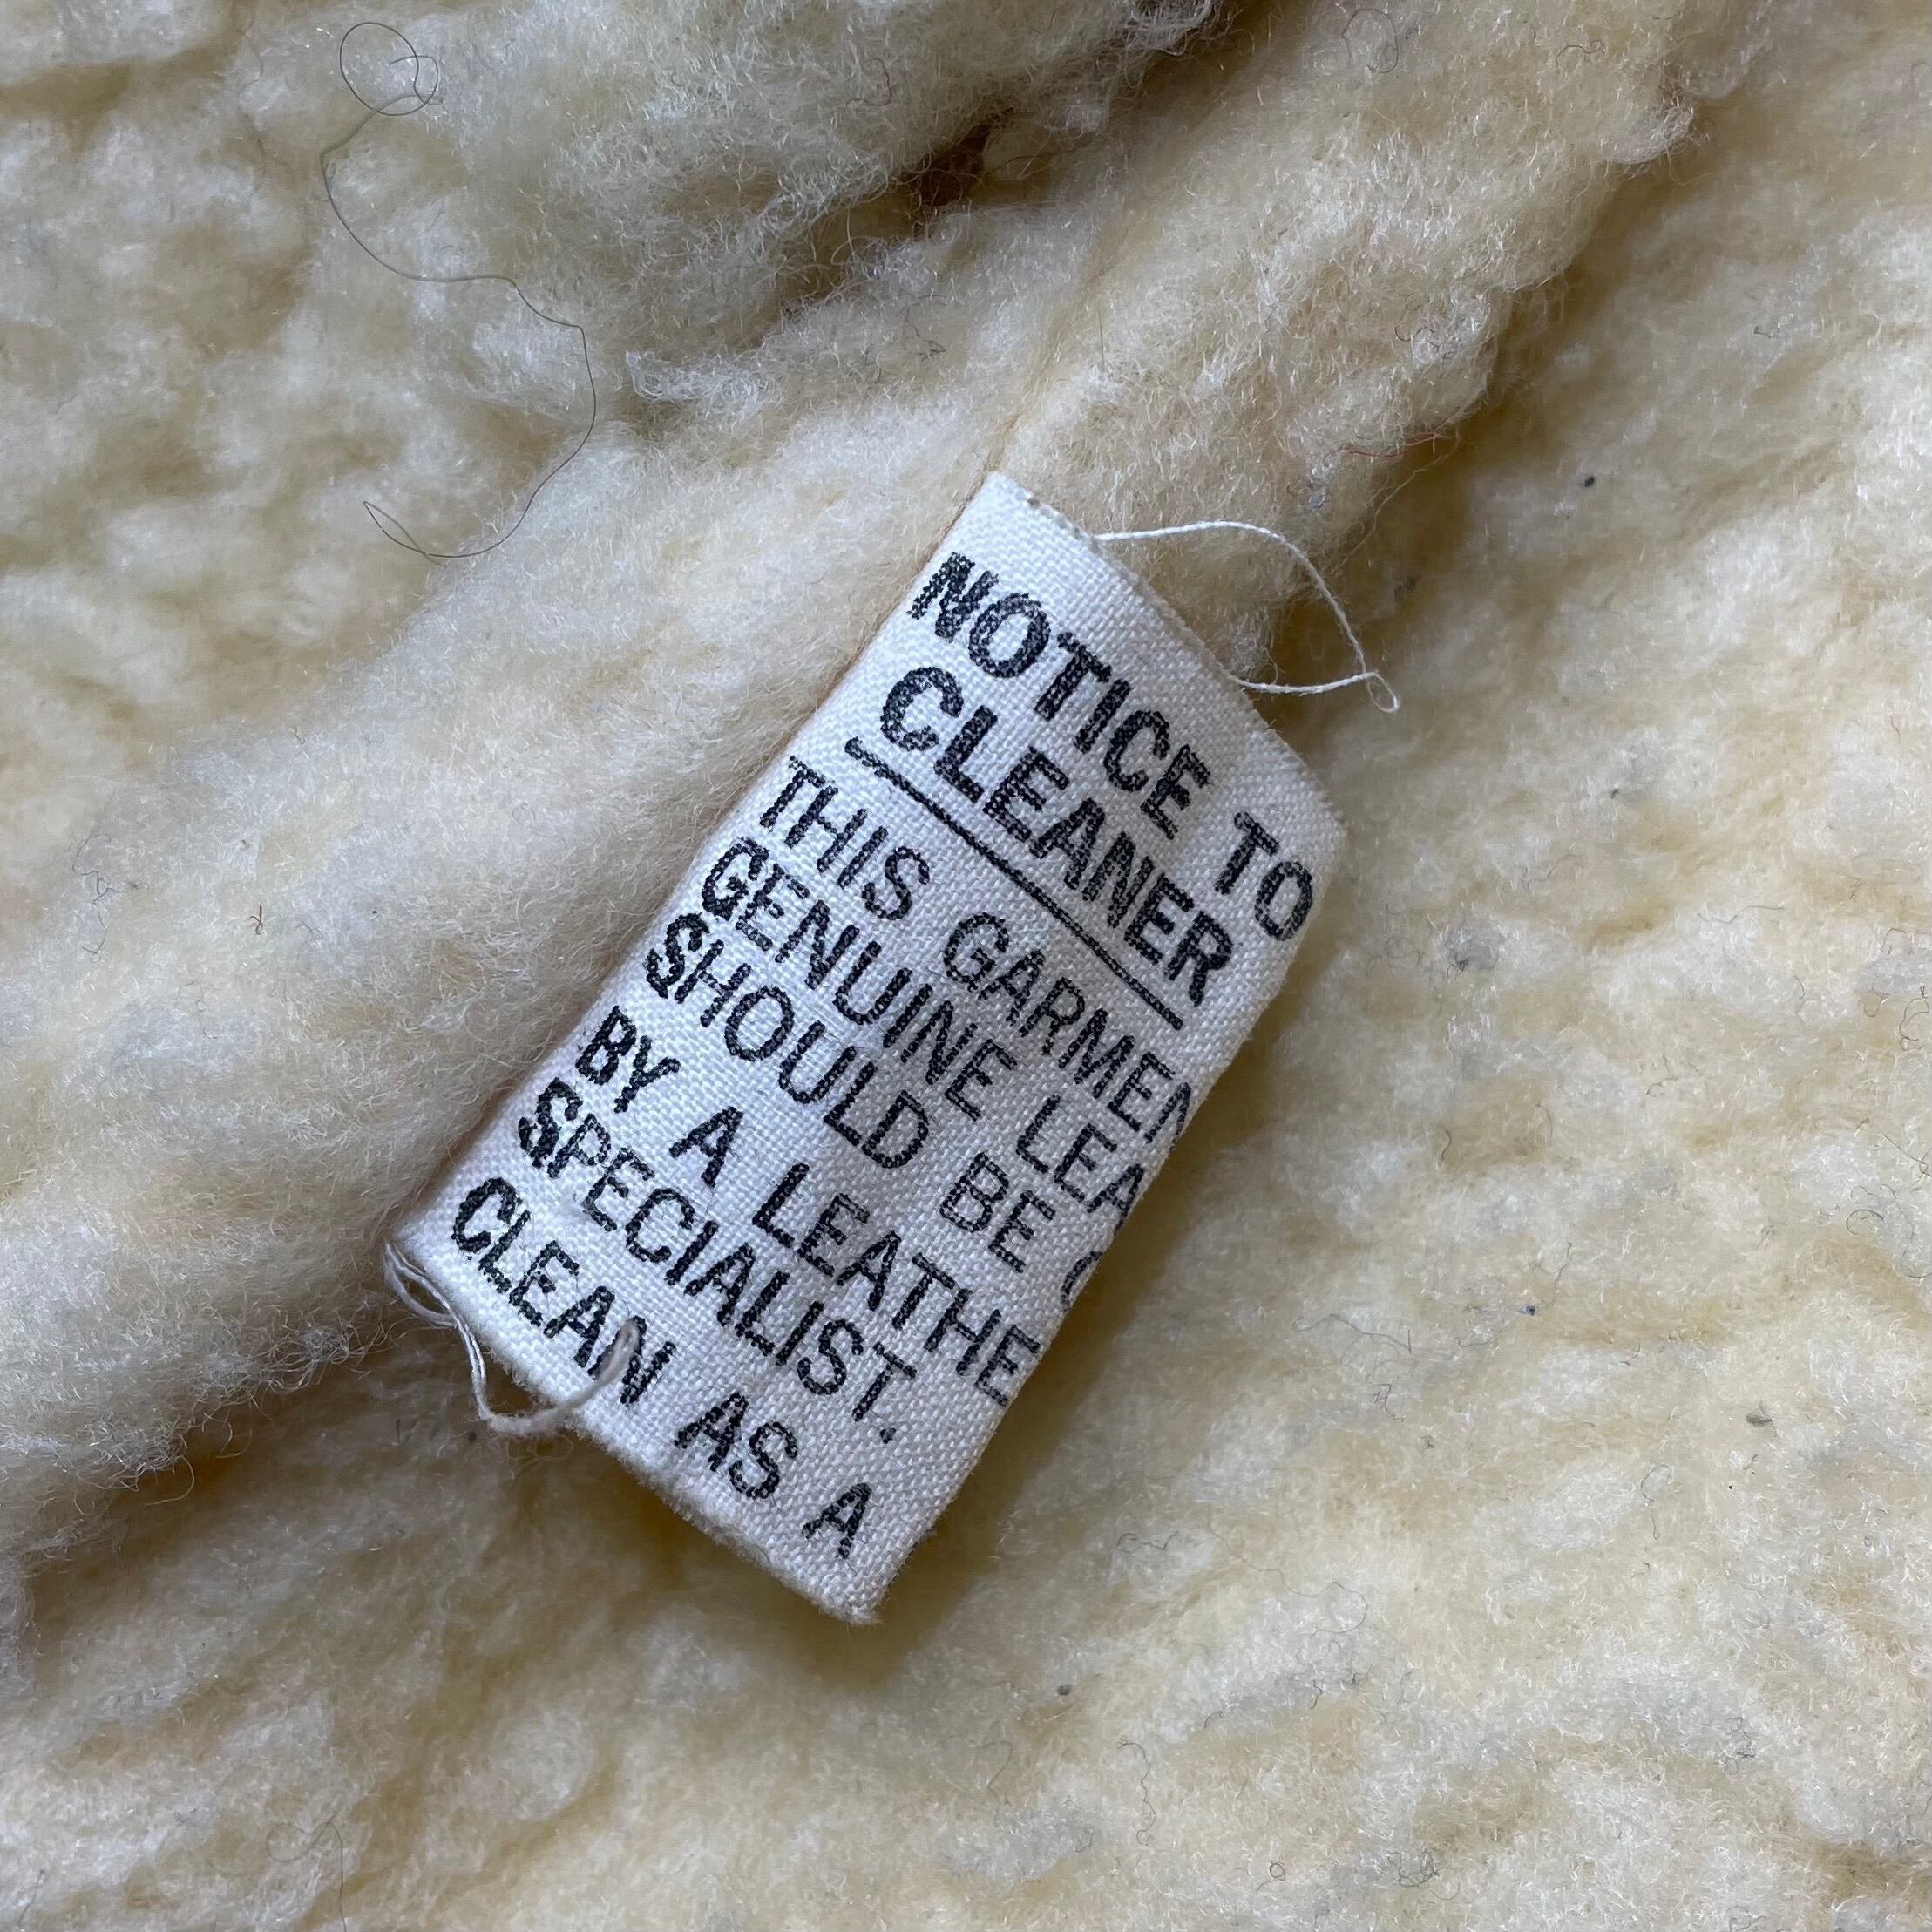 NOTICE TO
CLEANER
THIS GARMEN
GENUINE LEA
SHOULD BE
BY A LEATHE
SPECIALIST.
CLEAN AS A